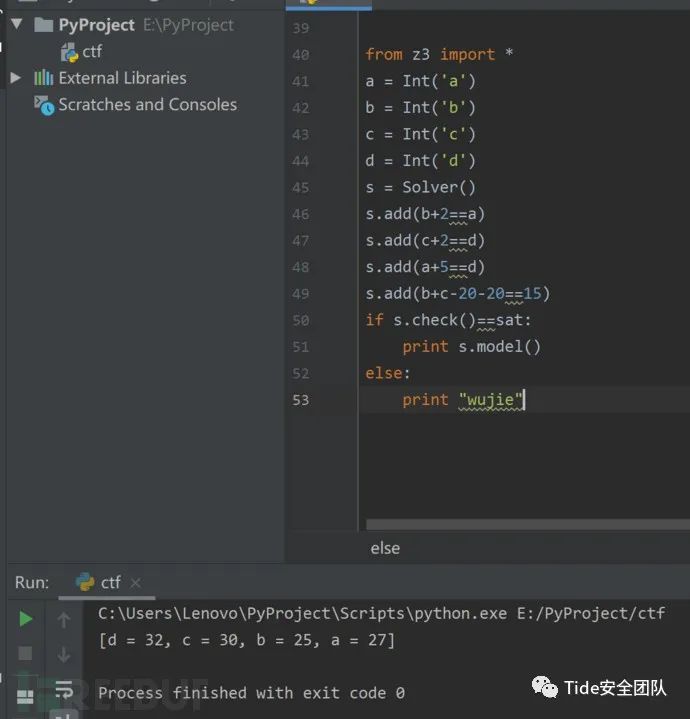 PyProject E:\PyProject
ctf
External Libraries
Scratches and Consoles
39
40 from z3 import *
41 a = Int('a')
42 b = Int('b')
43 c = Int('c')
44 d = Int('d')
45 s = Solver()
46 s.add(b+2==a)
47 s.add(c+2==d)
48 s.add(a+5==d)
49 s.add(b+c-20-20==15)
50 if s.check()==sat:
51 print s.model()
52 else:
53 print "wujie"
else
Run: ctf ×
C:\Users\Lenovo\PyProject\Scripts\python.exe E:/PyProject/ctf
[d = 32, c = 30, b = 25, a = 27]
Process finished with exit code 0
REEBUF
Tide安全团队